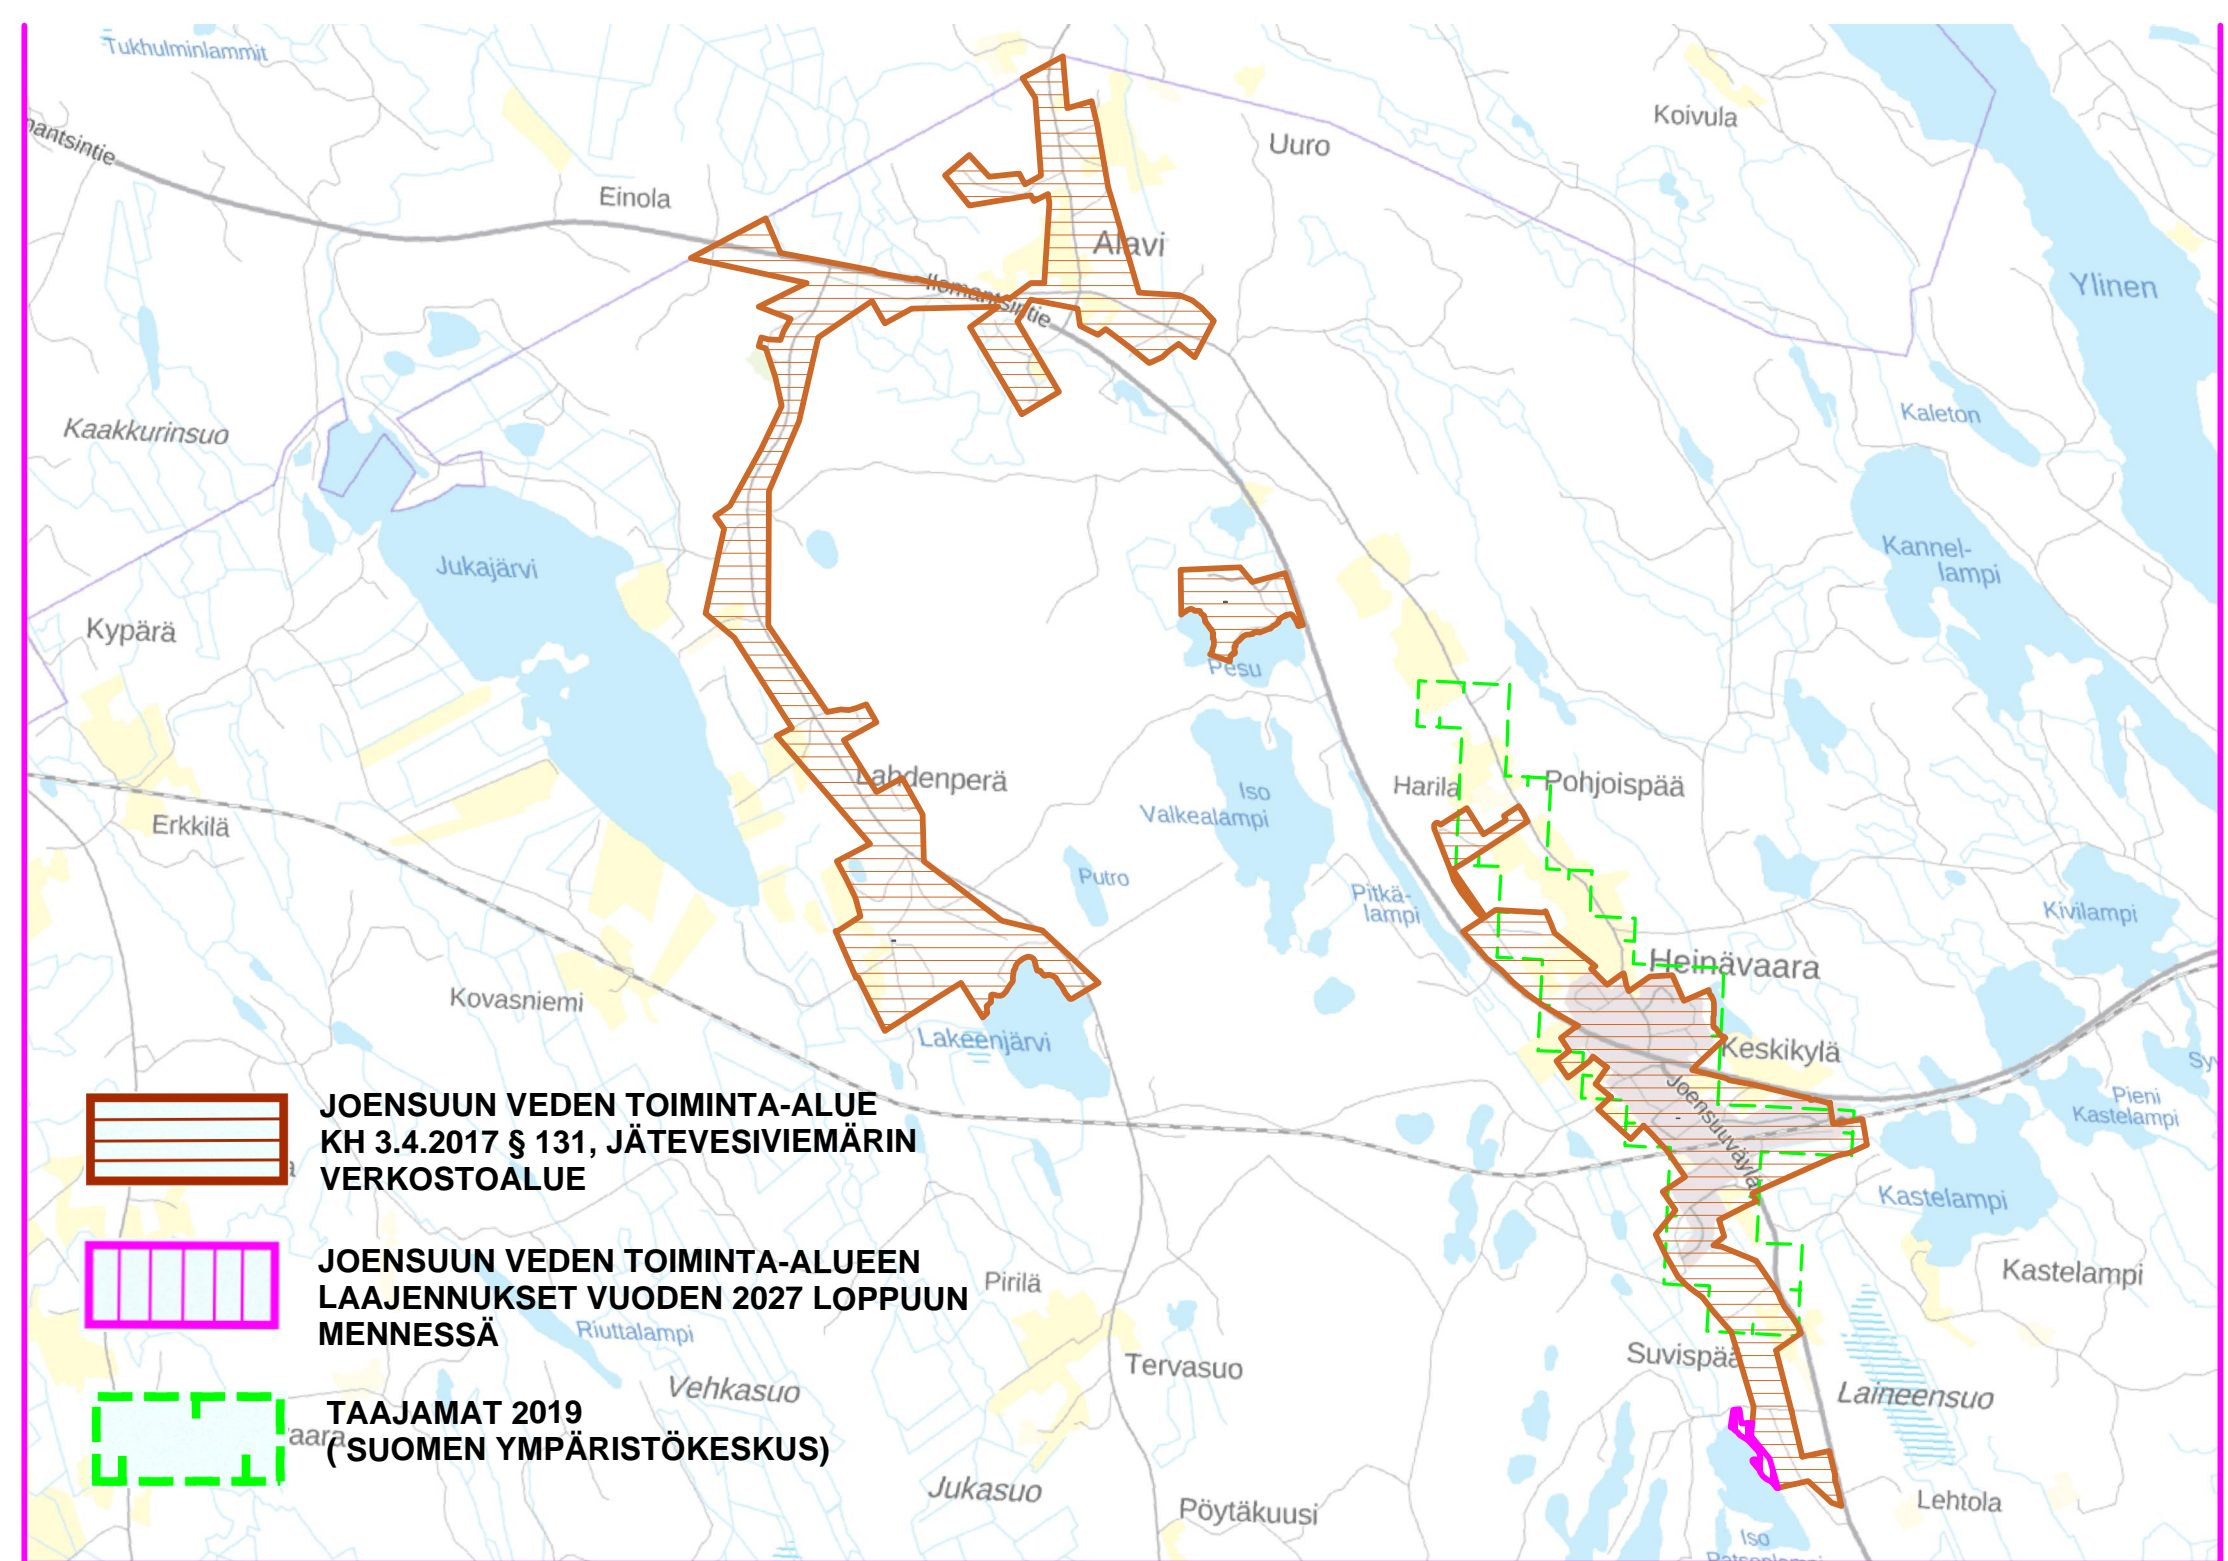 Tukhulminlammit
Koivula
Uuro
Einola
Alavi
Ilomantsintie
Ylinen
Kaleton
Kaakkurinsuo
Kannel-
lampi
Jukajärvi
Kypärä
Pesu
Lahdenperä
Harila
Pohjoispää
Iso
Valkealampi
Erkkilä
Putro
Pitkä-
lampi
Kivilampi
Heinävaara
Kovasniemi
Lakeenjärvi
Keskikylä
Pieni
Kastelampi
Joensuuväylä
JOENSUUN VEDEN TOIMINTA-ALUE
KH 3.4.2017 § 131, JÄTEVESIVIEMÄRIN
VERKOSTOALUE
Kastelampi
Kastelampi
JOENSUUN VEDEN TOIMINTA-ALUEEN
LAAJENNUKSET VUODEN 2027 LOPPUUN
MENNESSÄ
Pirilä
Riuttalampi
Suvispää
Tervasuo
Vehkasuo
Laineensuo
TAAJAMAT 2019
( SUOMEN YMPÄRISTÖKESKUS)
Jukasuo
Pöytäkuusi
Lehtola
Iso